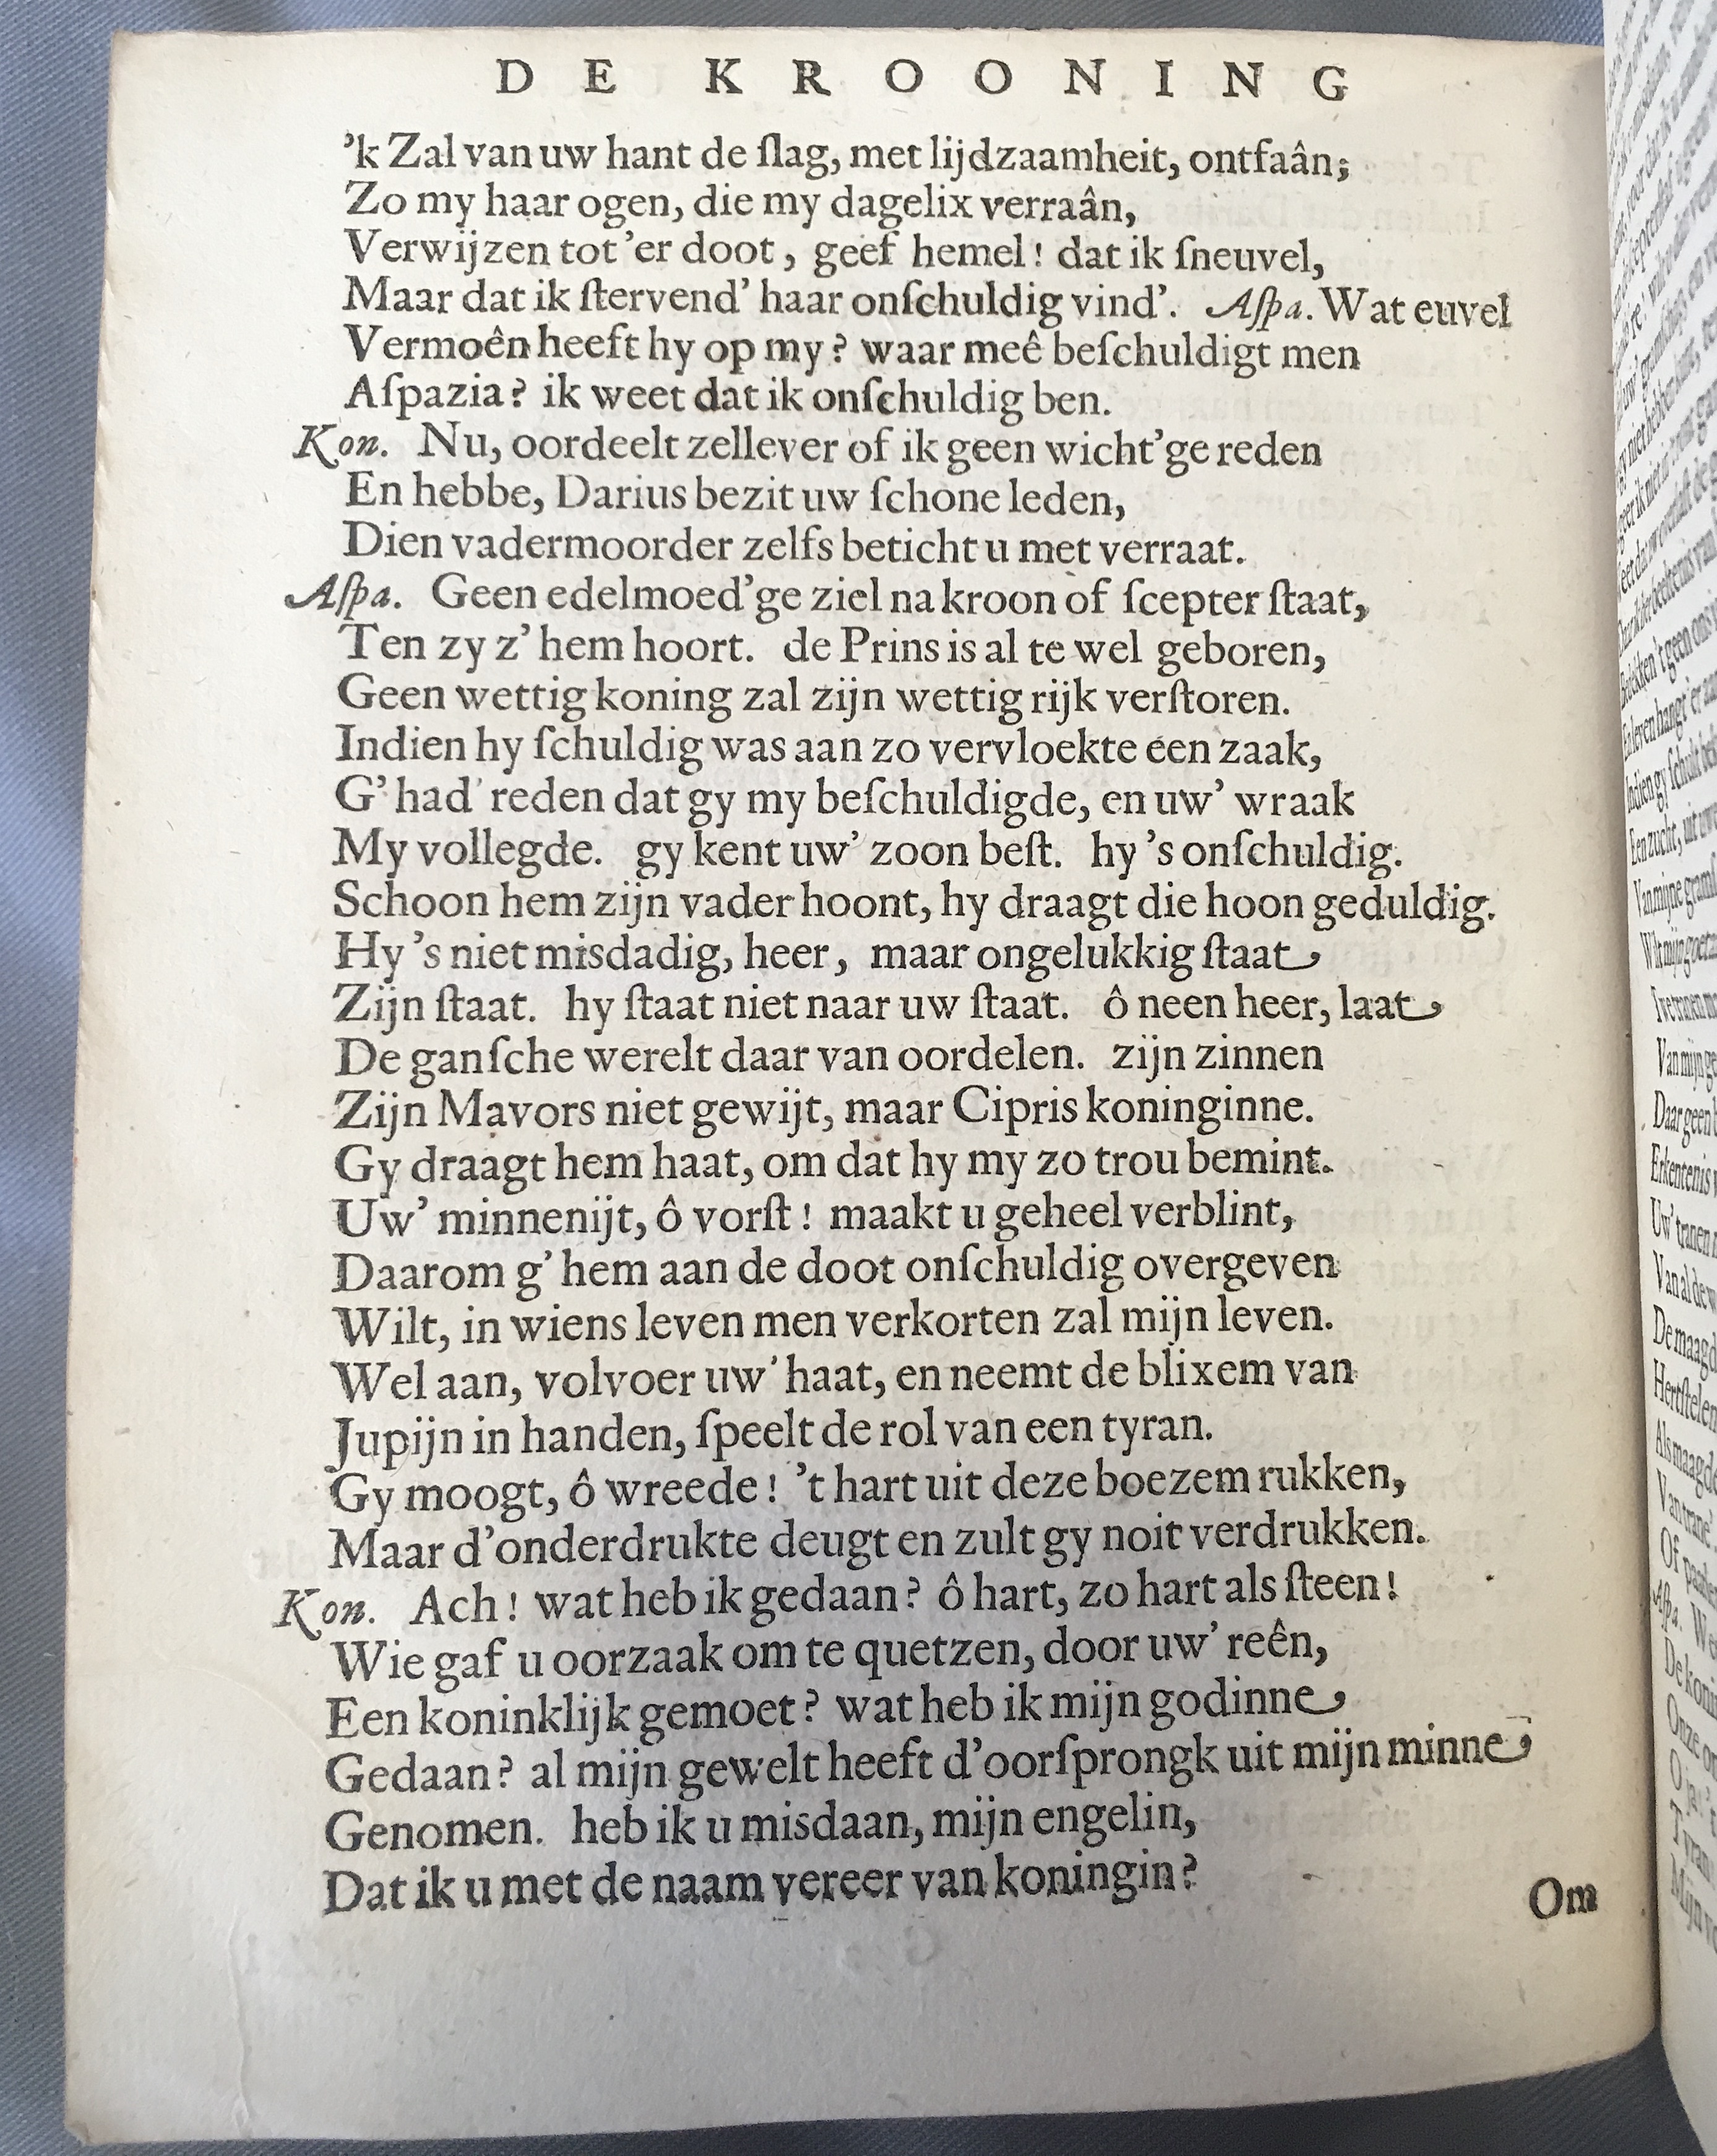 DE KROONING
'k Zal van uw hant de ſlag, met lijdzaamheit, ontfaân;
Zo my haar ogen, die my dagelix verraân,
Verwijzen tot 'er doot, geef hemel! dat ik ſneuvel,
Maar dat ik ſtervend' haar onſchuldig vind'. Aſpa. Wat euvel
Vermoên heeft hy op my? waar meê beſchuldigt men
Aſpazia? ik weet dat ik onſchuldig ben.
Kon. Nu, oordeelt zellever of ik geen wicht'ge reden
En hebbe, Darius bezit uw ſchone leden,
Dien vadermoorder zelfs beticht u met verraat.
Aſpa. Geen edelmoed'ge ziel na kroon of ſcepter ſtaat,
Ten zy z' hem hoort. de Prins is al te wel geboren,
Geen wettig koning zal zijn wettig rijk verſtoren.
Indien hy ſchuldig was aan zo vervloekte een zaak,
G' had reden dat gy my beſchuldigde, en uw' wraak
My vollegde. gy kent uw' zoon beſt. hy 's onſchuldig.
Schoon hem zijn vader hoont, hy draagt die hoon geduldig.
Hy 's niet misdadig, heer, maar ongelukkig ſtaat
Zijn ſtaat. hy ſtaat niet naar uw ſtaat. ô neen heer, laat
De ganſche werelt daar van oordelen. zijn zinnen
Zijn Mavors niet gewijt, maar Cipris koninginne.
Gy draagt hem haat, om dat hy my zo trou bemint.
Uw' minnenijt, ô vorſt! maakt u geheel verblint,
Daarom g' hem aan de doot onſchuldig overgeven
Wilt, in wiens leven men verkorten zal mijn leven.
Wel aan, volvoer uw' haat, en neemt de blixem van
Jupijn in handen, ſpeelt de rol van een tyran.
Gy moogt, ô wreede! 't hart uit deze boezem rukken,
Maar d'onderdrukte deugt en zult gy noit verdrukken.
Kon. Ach! wat heb ik gedaan? ô hart, zo hart als ſteen!
Wie gaf u oorzaak om te quetzen, door uw' reên,
Een koninklijk gemoet? wat heb ik mijn godinne
Gedaan? al mijn gewelt heeft d'oorſprongk uit mijn minne
Genomen. heb ik u misdaan, mijn engelin,
Dat ik u met de naam vereer van koningin?
Om